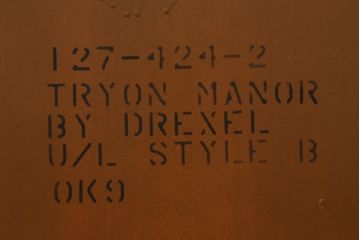 127-424-2
TRYON MANOR
BY DREXEL
U/L STYLE B
OK9